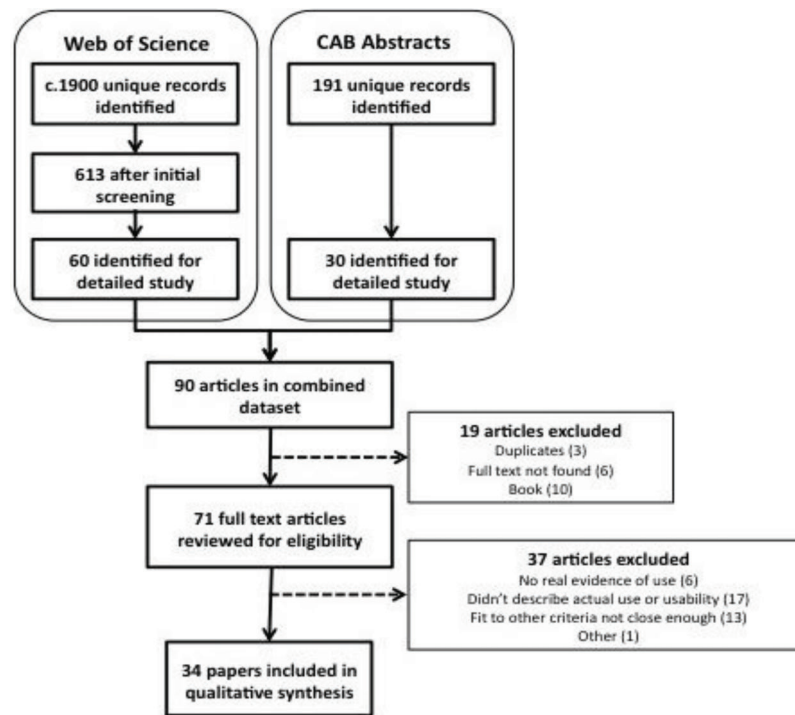 Web of Science
c.1900 unique records
identified
613 after initial
screening
60 identified for
detailed study
CAB Abstracts
191 unique records
identified
30 identified for
detailed study
90 articles in combined
dataset
19 articles excluded
Duplicates (3)
Full text not found (6)
Book (10)
71 full text articles
reviewed for eligibility
37 articles excluded
No real evidence of use (6)
Didn't describe actual use or usability (17)
Fit to other criteria not close enough (13)
Other (1)
34 papers included in
qualitative synthesis